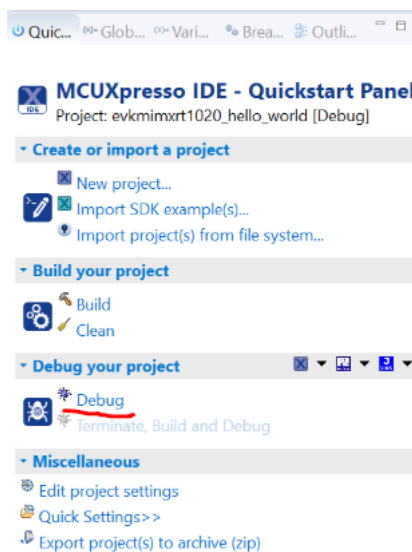 Quic... Glob... Vari... Brea... Outli...
MCUXpresso IDE - Quickstart Panel
IDE
Project: evkmimxrt1020_hello_world [Debug]
Create or import a project
New project...
Import SDK example(s)...
Import project(s) from file system...
Build your project
Build
Clean
Debug your project
Debug
Terminate, Build and Debug
Miscellaneous
Edit project settings
Quick Settings>>
Export project(s) to archive (zip)